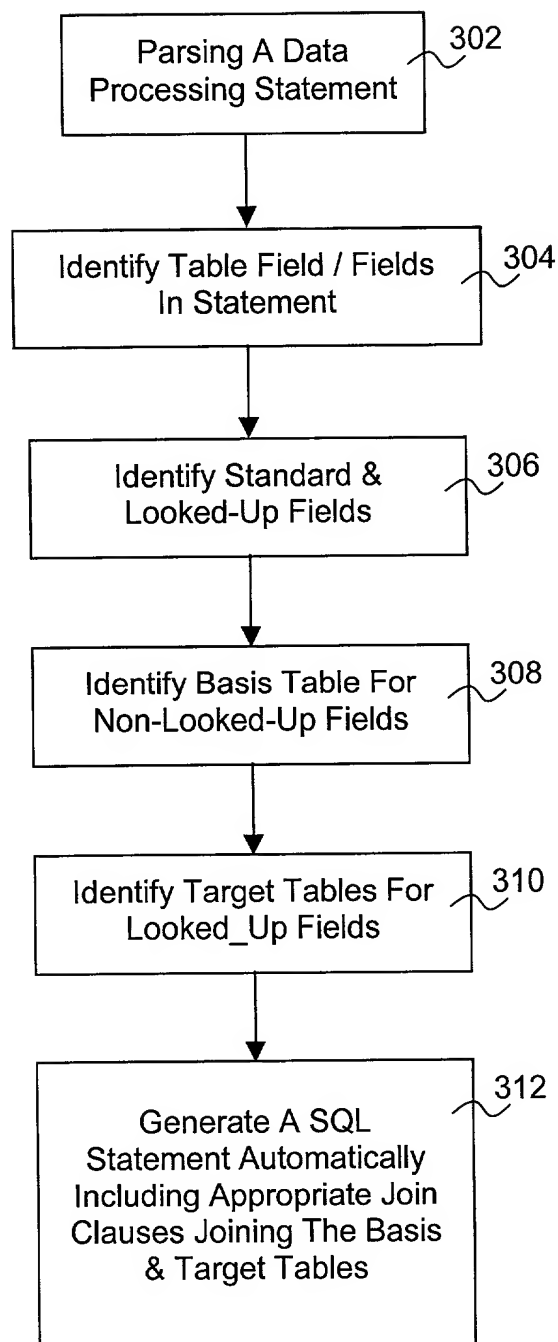 302
Parsing A Data
Processing Statement
304
Identify Table Field / Fields
In Statement
306
Identify Standard &
Looked-Up Fields
308
Identify Basis Table For
Non-Looked-Up Fields
310
Identify Target Tables For
Looked_Up Fields
312
Generate A SQL
Statement Automatically
Including Appropriate Join
Clauses Joining The Basis
& Target Tables